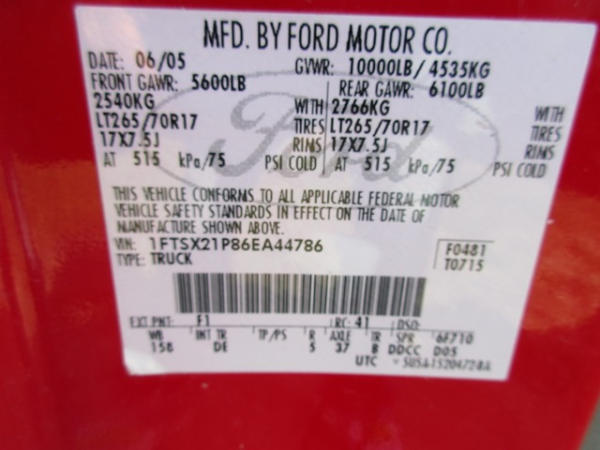 MFD. BY FORD MOTOR CO.
DATE: 06/05 GVWR: 10000LB/ 4535KG
FRONT GAWR: 5600LB REAR GAWR: 6100LB
2540KG WITH 2766KG WITH
LT265/70R17 TIRES LT265/70R17 TIRES
17X7.5J RIMS 17X7.5J RIMS
AT 515 kPa/75 PSI COLD AT 515 kPa/75 PSI COLD
THIS VEHICLE CONFORMS TO ALL APPLICABLE FEDERAL MOTOR
VEHICLE SAFETY STANDARDS IN EFFECT ON THE DATE OF
MANUFACTURE SHOWN ABOVE.
VIN: 1FTSX21P86EA44786 F0481
TYPE: TRUCK T0715
EXT PNT: F1 RC: 41 DSO:
WB INT TR TP/PS R AXLE TR SPR 6F710
158 DE 5 37 B DDCC D05
UTC
Ford